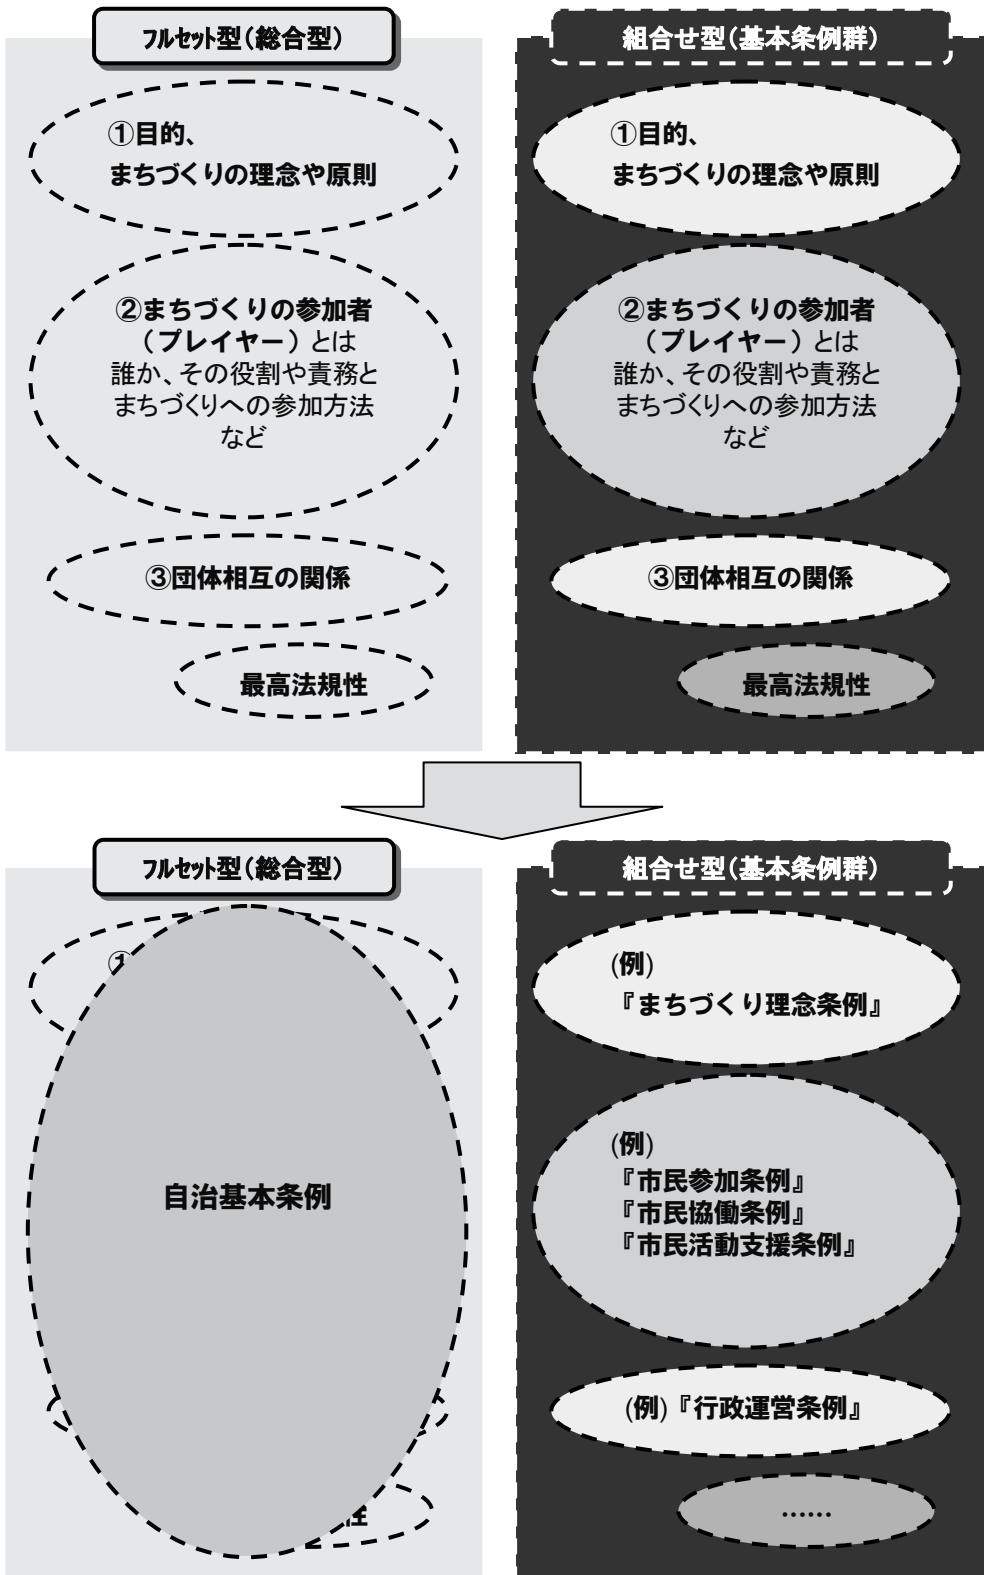 フルセット型(総合型)
①目的、
まちづくりの理念や原則
②まちづくりの参加者
(プレイヤー)とは
誰か、その役割や責務と
まちづくりへの参加方法
など
③団体相互の関係
最高法規性
組合せ型(基本条例群)
①目的、
まちづくりの理念や原則
②まちづくりの参加者
(プレイヤー)とは
誰か、その役割や責務と
まちづくりへの参加方法
など
③団体相互の関係
最高法規性
フルセット型(総合型)
自治基本条例
性
組合せ型(基本条例群)
(例)
『まちづくり理念条例』
(例)
『市民参加条例』
『市民協働条例』
『市民活動支援条例』
(例)『行政運営条例』
……